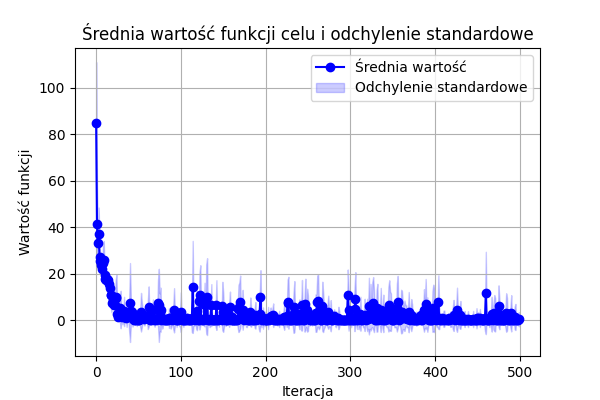 Średnia wartość funkcji celu i odchylenie standardowe
Średnia wartość
Odchylenie standardowe
Wartość funkcji
100
80
60
40
20
0
0 100 200 300 400 500
Iteracja